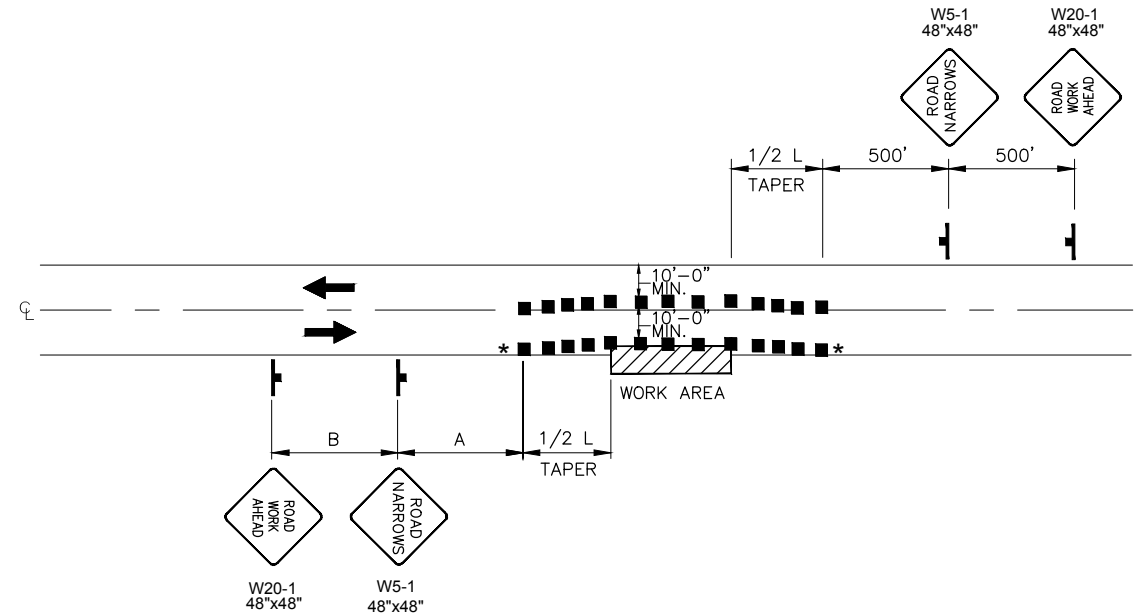 W5-1
48"x48"
W20-1
48"x48"
ROAD
NARROWS
ROAD
WORK
AHEAD
1/2 L
TAPER
500'
500'
10'-0"
MIN.
℄
10'-0"
MIN.
*
*
WORK AREA
B
A
1/2 L
TAPER
ROAD
WORK
AHEAD
ROAD
NARROWS
W20-1
48"x48"
W5-1
48"x48"